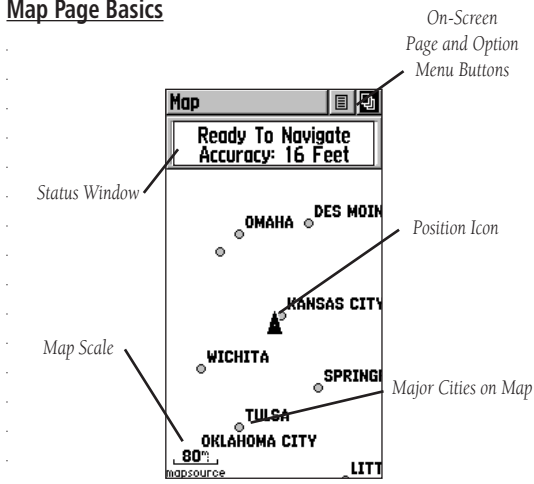 Map Page Basics
On-Screen
Page and Option
Menu Buttons
Map
Ready To Navigate
Accuracy: 16 Feet
Status Window
OMAHA
DES MOIN
Position Icon
KANSAS CITY
Map Scale
WICHITA
SPRINGI
Major Cities on Map
TULSA
OKLAHOMA CITY
80m
mapsource
LITT